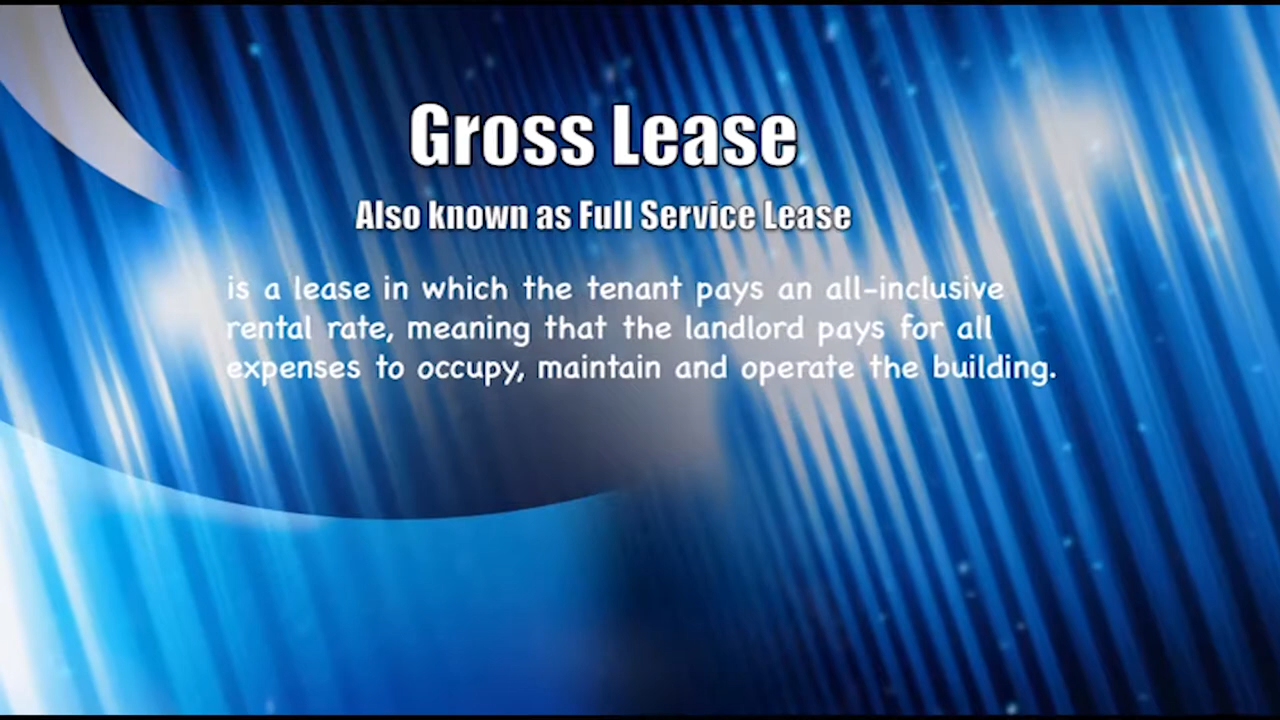 Gross Lease
Also known as Full Service Lease
is a lease in which the tenant pays an all-inclusive
rental rate, meaning that the landlord pays for all
expenses to occupy, maintain and operate the building.